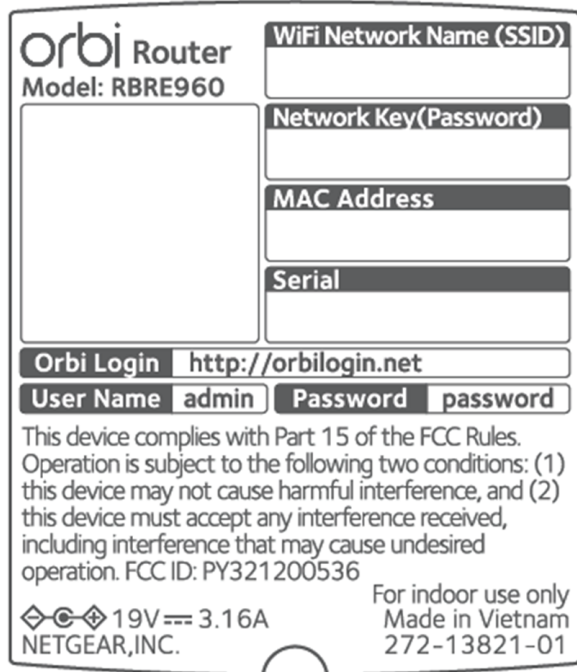 orbi Router
Model: RBRE960
WiFi Network Name (SSID)
Network Key(Password)
MAC Address
Serial
Orbi Login http://orbilogin.net
User Name admin Password password
This device complies with Part 15 of the FCC Rules.
Operation is subject to the following two conditions: (1)
this device may not cause harmful interference, and (2)
this device must accept any interference received,
including interference that may cause undesired
operation. FCC ID: PY321200536
For indoor use only
19V⎓3.16A Made in Vietnam
NETGEAR,INC. 272-13821-01